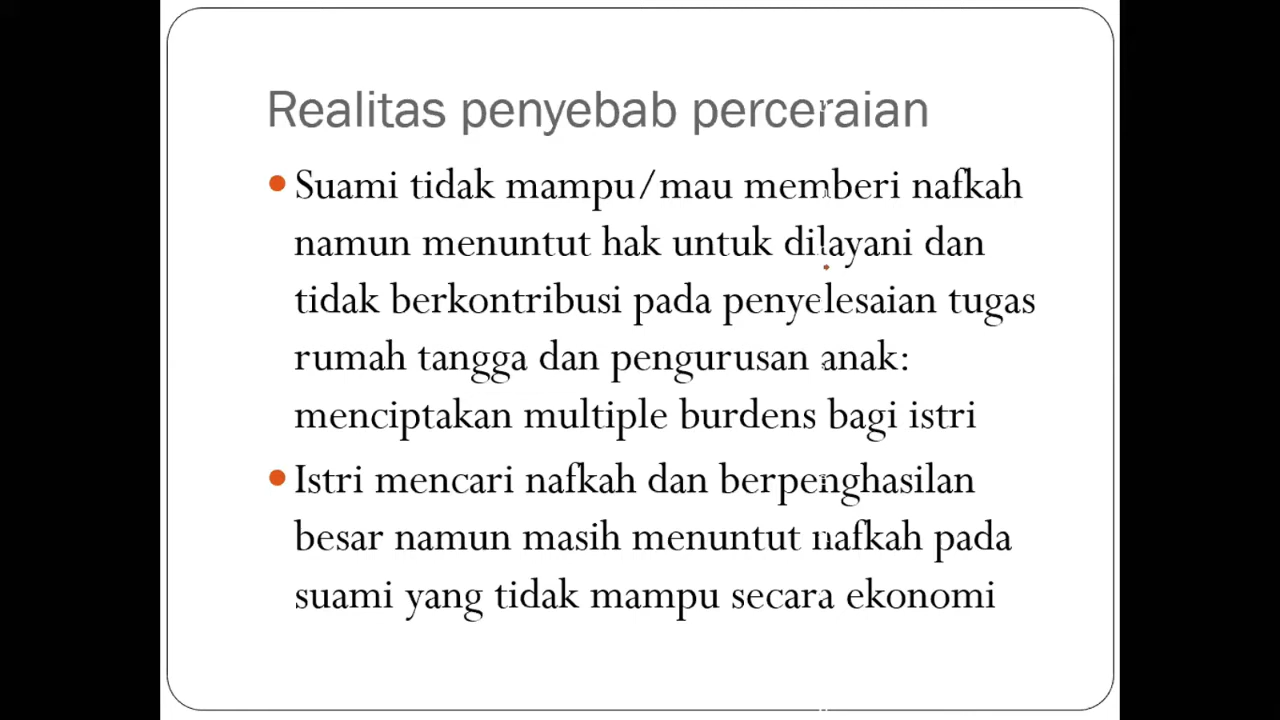 Realitas penyebab perceraian
• Suami tidak mampu/mau memberi nafkah
namun menuntut hak untuk dilayani dan
tidak berkontribusi pada penyelesaian tugas
rumah tangga dan pengurusan anak:
menciptakan multiple burdens bagi istri
• Istri mencari nafkah dan berpenghasilan
besar namun masih menuntut nafkah pada
suami yang tidak mampu secara ekonomi